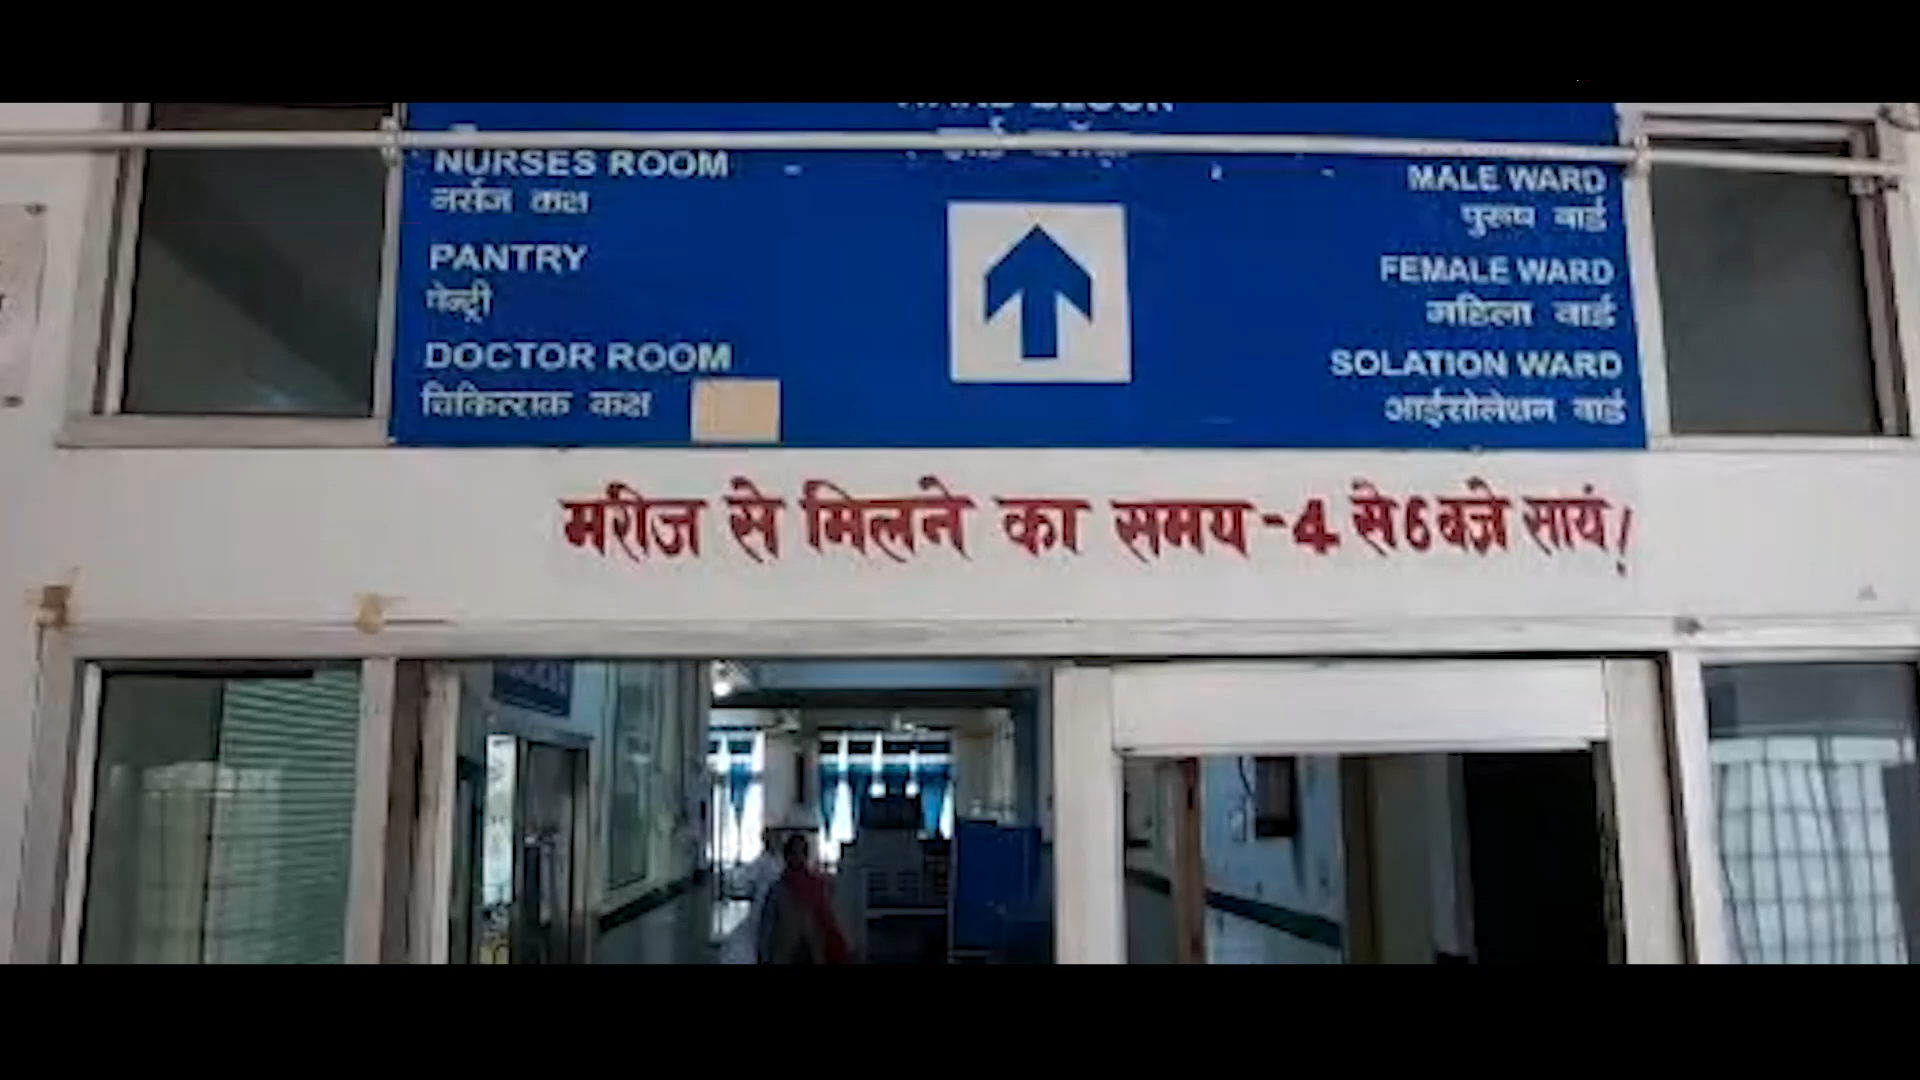 NURSES ROOM
नर्सेज कक्ष
PANTRY
पेन्ट्री
DOCTOR ROOM
चिकित्सक कक्ष
MALE WARD
पुरूष वार्ड
FEMALE WARD
महिला वार्ड
SOLATION WARD
आईसोलेशन वार्ड
मरीज से मिलने का समय-4 से 6 बजे सायं!